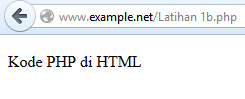 www.example.net/Latihan 1b.php
Kode PHP di HTML